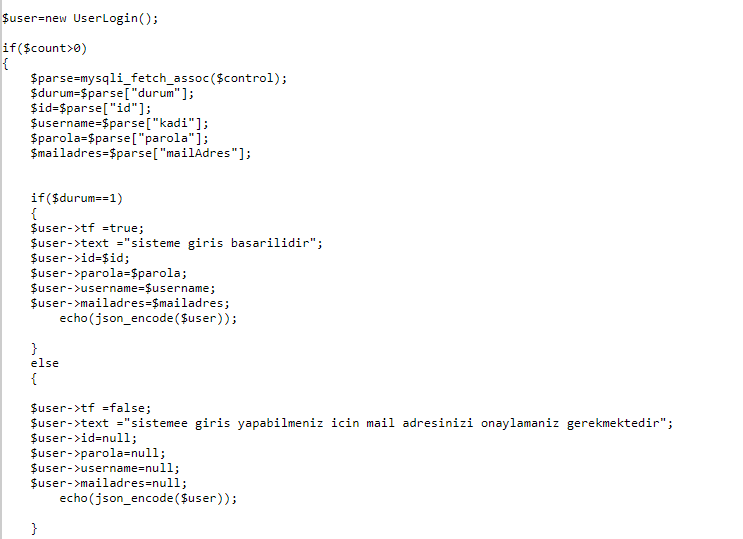 $user=new UserLogin();
if($count>0)
{
$parse=mysqli_fetch_assoc($control);
$durum=$parse["durum"];
$id=$parse["id"];
$username=$parse["kadi"];
$parola=$parse["parola"];
$mailadres=$parse["mailAdres"];
if($durum==1)
{
$user->tf =true;
$user->text ="sisteme giris basarilidir";
$user->id=$id;
$user->parola=$parola;
$user->username=$username;
$user->mailadres=$mailadres;
echo(json_encode($user));
}
else
{
$user->tf =false;
$user->text ="sistemee giris yapabilmeniz icin mail adresinizi onaylamaniz gerekmektedir";
$user->id=null;
$user->parola=null;
$user->username=null;
$user->mailadres=null;
echo(json_encode($user));
}